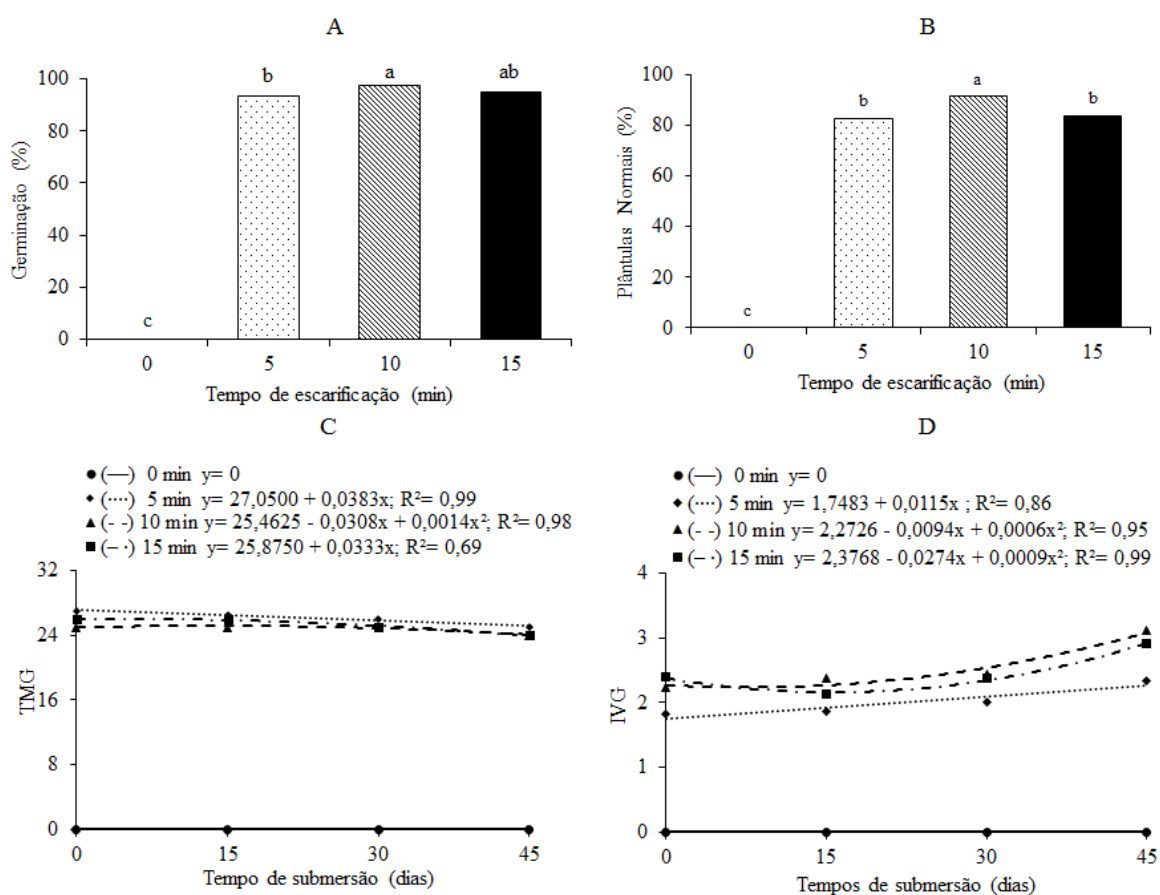 A
Germinação (%)
100
80
60
40
20
0
c
b
a
ab
0 5 10 15
Tempo de escarificação (min)
B
Plântulas Normais (%)
100
80
60
40
20
0
c
b
a
b
0 5 10 15
Tempo de escarificação (min)
C
(—) 0 min y= 0
(·····) 5 min y= 27,0500 + 0,0383x; R²= 0,99
(- -) 10 min y= 25,4625 - 0,0308x + 0,0014x²; R²= 0,98
(– ·) 15 min y= 25,8750 + 0,0333x; R²= 0,69
TMG
32
24
16
8
0
0 15 30 45
Tempo de submersão (dias)
D
(—) 0 min y= 0
(·····) 5 min y= 1,7483 + 0,0115x ; R²= 0,86
(- -) 10 min y= 2,2726 - 0,0094x + 0,0006x²; R²= 0,95
(– ·) 15 min y= 2,3768 - 0,0274x + 0,0009x²; R²= 0,99
IVG
4
3
2
1
0
0 15 30 45
Tempos de submersão (dias)